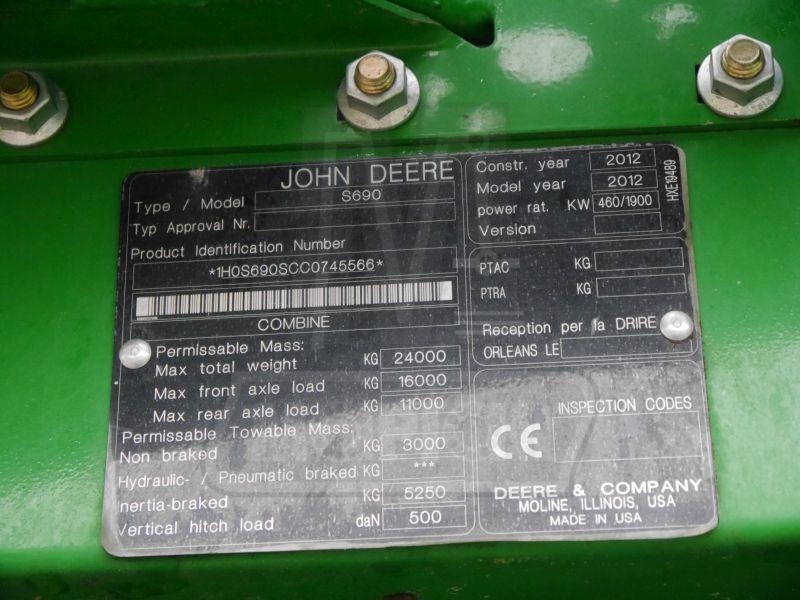 JOHN DEERE
Type / Model S690
Typ Approval Nr.
Product Identification Number
*1H0S690SCC0745566*
COMBINE
Permissable Mass:
Max total weight KG 24000
Max front axle load KG 16000
Max rear axle load KG 11000
Permissable Towable Mass:
Non braked KG 3000
Hydraulic- / Pneumatic braked KG ***
Inertia-braked KG 5250
Vertical hitch load daN 500
Constr. year 2012
Model year 2012
power rat. KW 460/1900
Version
HXE19489
PTAC KG
PTRA KG
Reception per la DRIRE
ORLEANS LE
INSPECTION CODES
CE
DEERE & COMPANY
MOLINE, ILLINOIS, USA
MADE IN USA